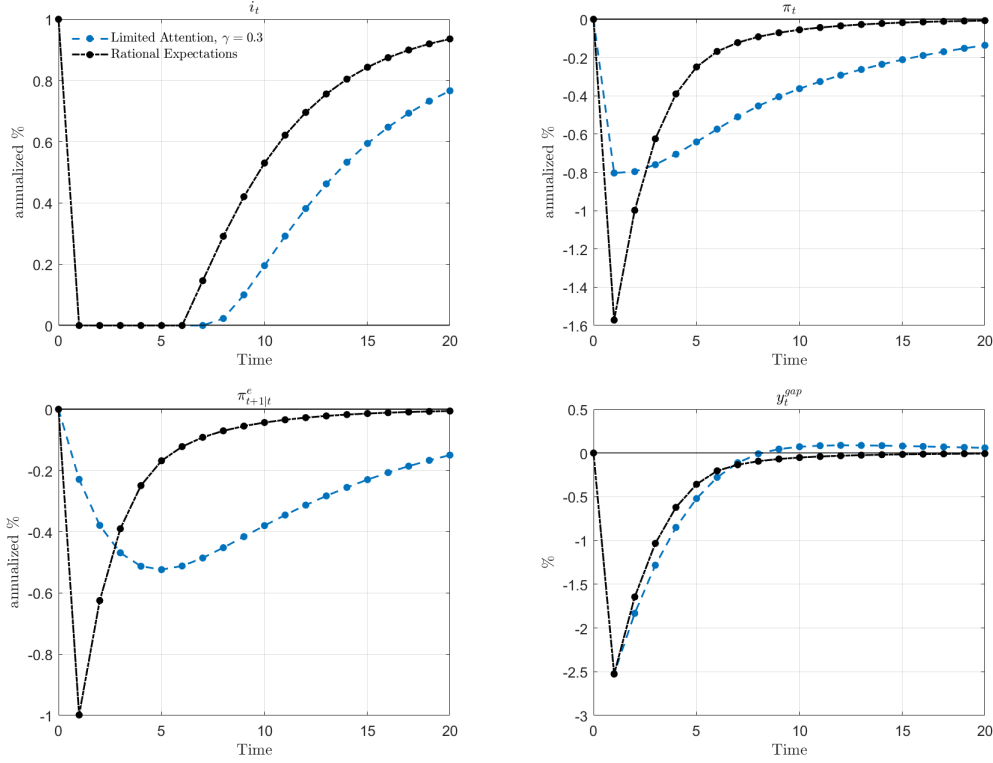 i_t
1
0.8
0.6
0.4
0.2
0
annualized %
0 5 10 15 20
Time
Limited Attention, γ = 0.3
Rational Expectations
π_t
0
-0.2
-0.4
-0.6
-0.8
-1
-1.2
-1.4
-1.6
annualized %
0 5 10 15 20
Time
π^e_{t+1|t}
0
-0.2
-0.4
-0.6
-0.8
-1
annualized %
0 5 10 15 20
Time
y_t^{gap}
0.5
0
-0.5
-1
-1.5
-2
-2.5
-3
%
0 5 10 15 20
Time